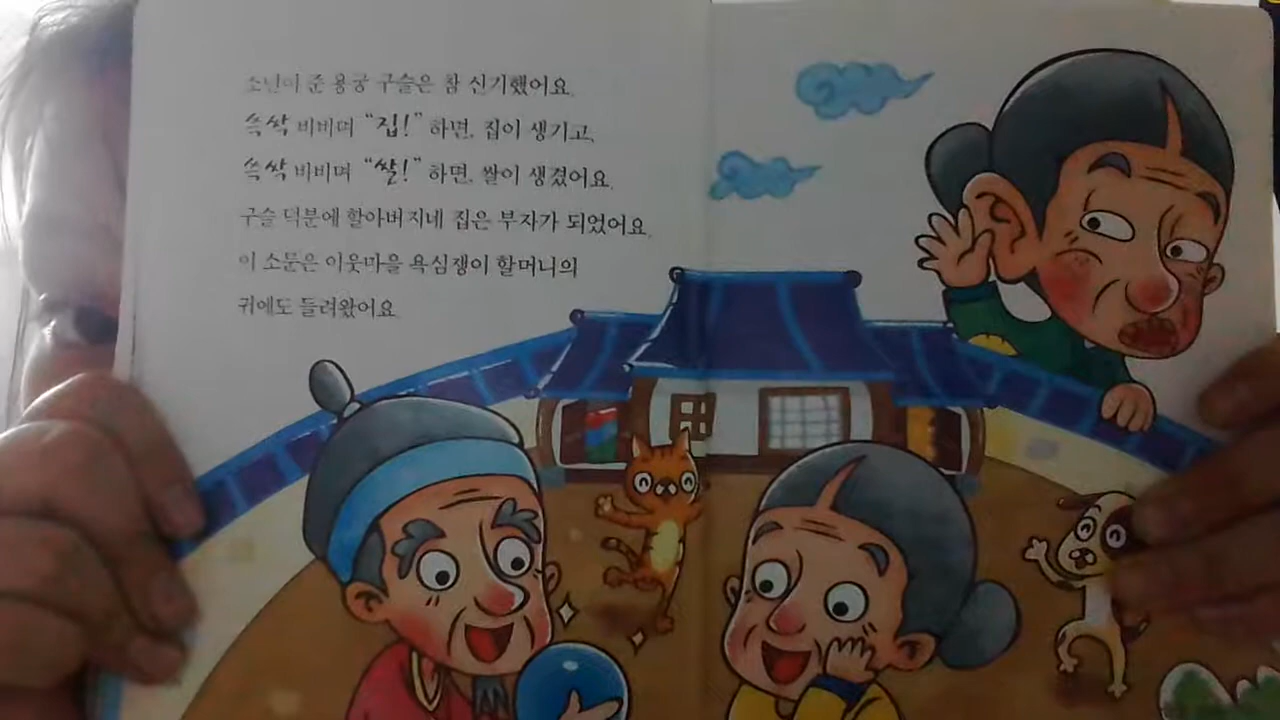 소년이 준 용궁 구슬은 참 신기했어요.
쓱싹 비비며 "집!" 하면, 집이 생기고,
쓱싹 비비며 "쌀!" 하면, 쌀이 생겼어요.
구슬 덕분에 할아버지네 집은 부자가 되었어요.
이 소문은 이웃마을 욕심쟁이 할머니의
귀에도 들려왔어요.